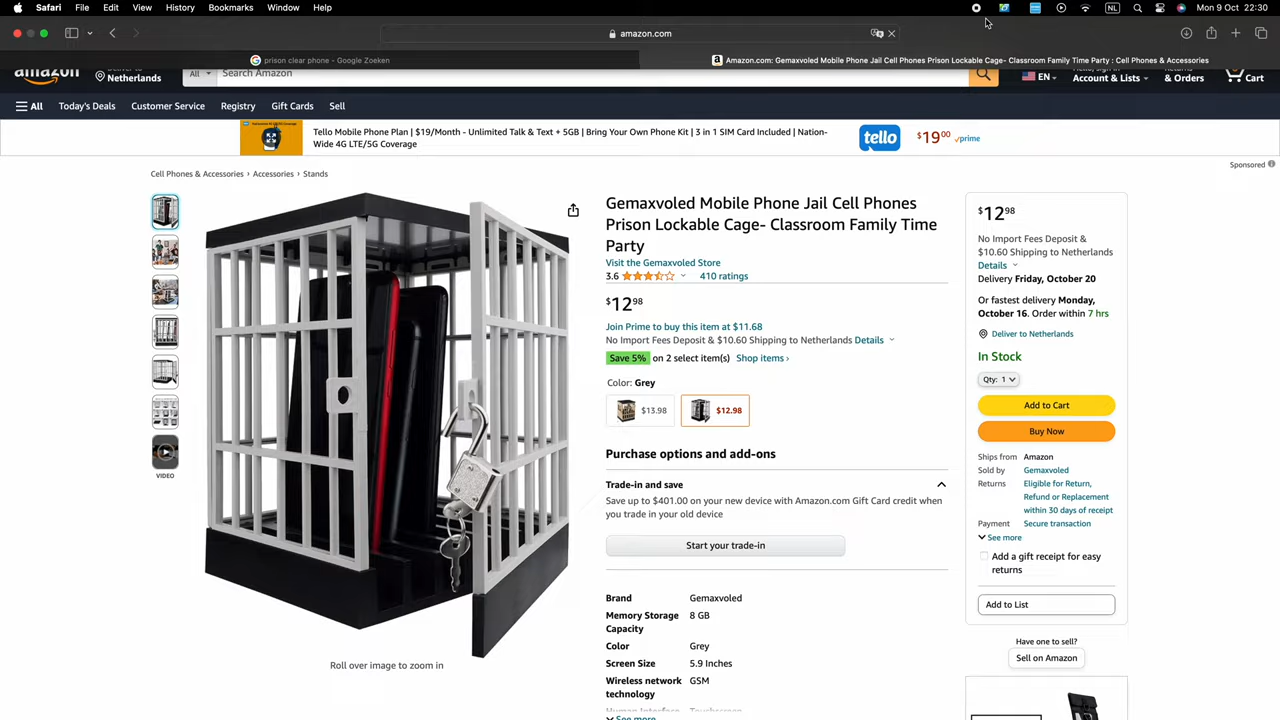 Safari File Edit View History Bookmarks Window Help
NL Mon 9 Oct 22:30
amazon.com
prison clear phone - Google Zoeken
Amazon.com: Gemaxvoled Mobile Phone Jail Cell Phones Prison Lockable Cage- Classroom Family Time Party : Cell Phones & Accessories
amazon
Deliver to
Netherlands
All
Search Amazon
EN
Account & Lists
& Orders
Cart
All Today's Deals Customer Service Registry Gift Cards Sell
Tello Mobile Phone Plan | $19/Month - Unlimited Talk & Text + 5GB | Bring Your Own Phone Kit | 3 in 1 SIM Card Included | Nation-
Wide 4G LTE/5G Coverage
tello
$1900 prime
Sponsored
Cell Phones & Accessories › Accessories › Stands
VIDEO
Roll over image to zoom in
Gemaxvoled Mobile Phone Jail Cell Phones
Prison Lockable Cage- Classroom Family Time
Party
Visit the Gemaxvoled Store
3.6 410 ratings
$1298
Join Prime to buy this item at $11.68
No Import Fees Deposit & $10.60 Shipping to Netherlands Details
Save 5% on 2 select item(s) Shop items ›
Color: Grey
$13.98
$12.98
Purchase options and add-ons
Trade-in and save
Save up to $401.00 on your new device with Amazon.com Gift Card credit when
you trade in your old device
Start your trade-in
Brand Gemaxvoled
Memory Storage
Capacity
8 GB
Color Grey
Screen Size 5.9 Inches
Wireless network
technology
GSM
Human Interface Touchscreen
See more
$1298
No Import Fees Deposit &
$10.60 Shipping to Netherlands
Details
Delivery Friday, October 20
Or fastest delivery Monday,
October 16. Order within 7 hrs
Deliver to Netherlands
In Stock
Qty: 1
Add to Cart
Buy Now
Ships from Amazon
Sold by Gemaxvoled
Returns Eligible for Return,
Refund or Replacement
within 30 days of receipt
Payment Secure transaction
See more
Add a gift receipt for easy
returns
Add to List
Have one to sell?
Sell on Amazon